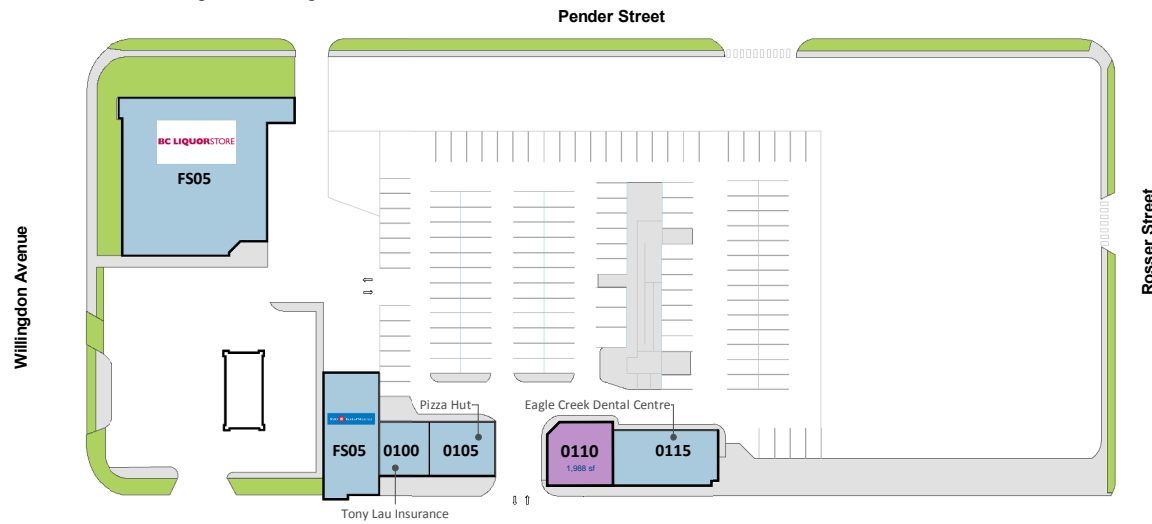 Pender Street
BC LIQUORSTORE
FS05
Willingdon Avenue
Rosser Street
Pizza Hut
Eagle Creek Dental Centre
FS05
0100
0105
0110
1,988 sf
0115
Tony Lau Insurance